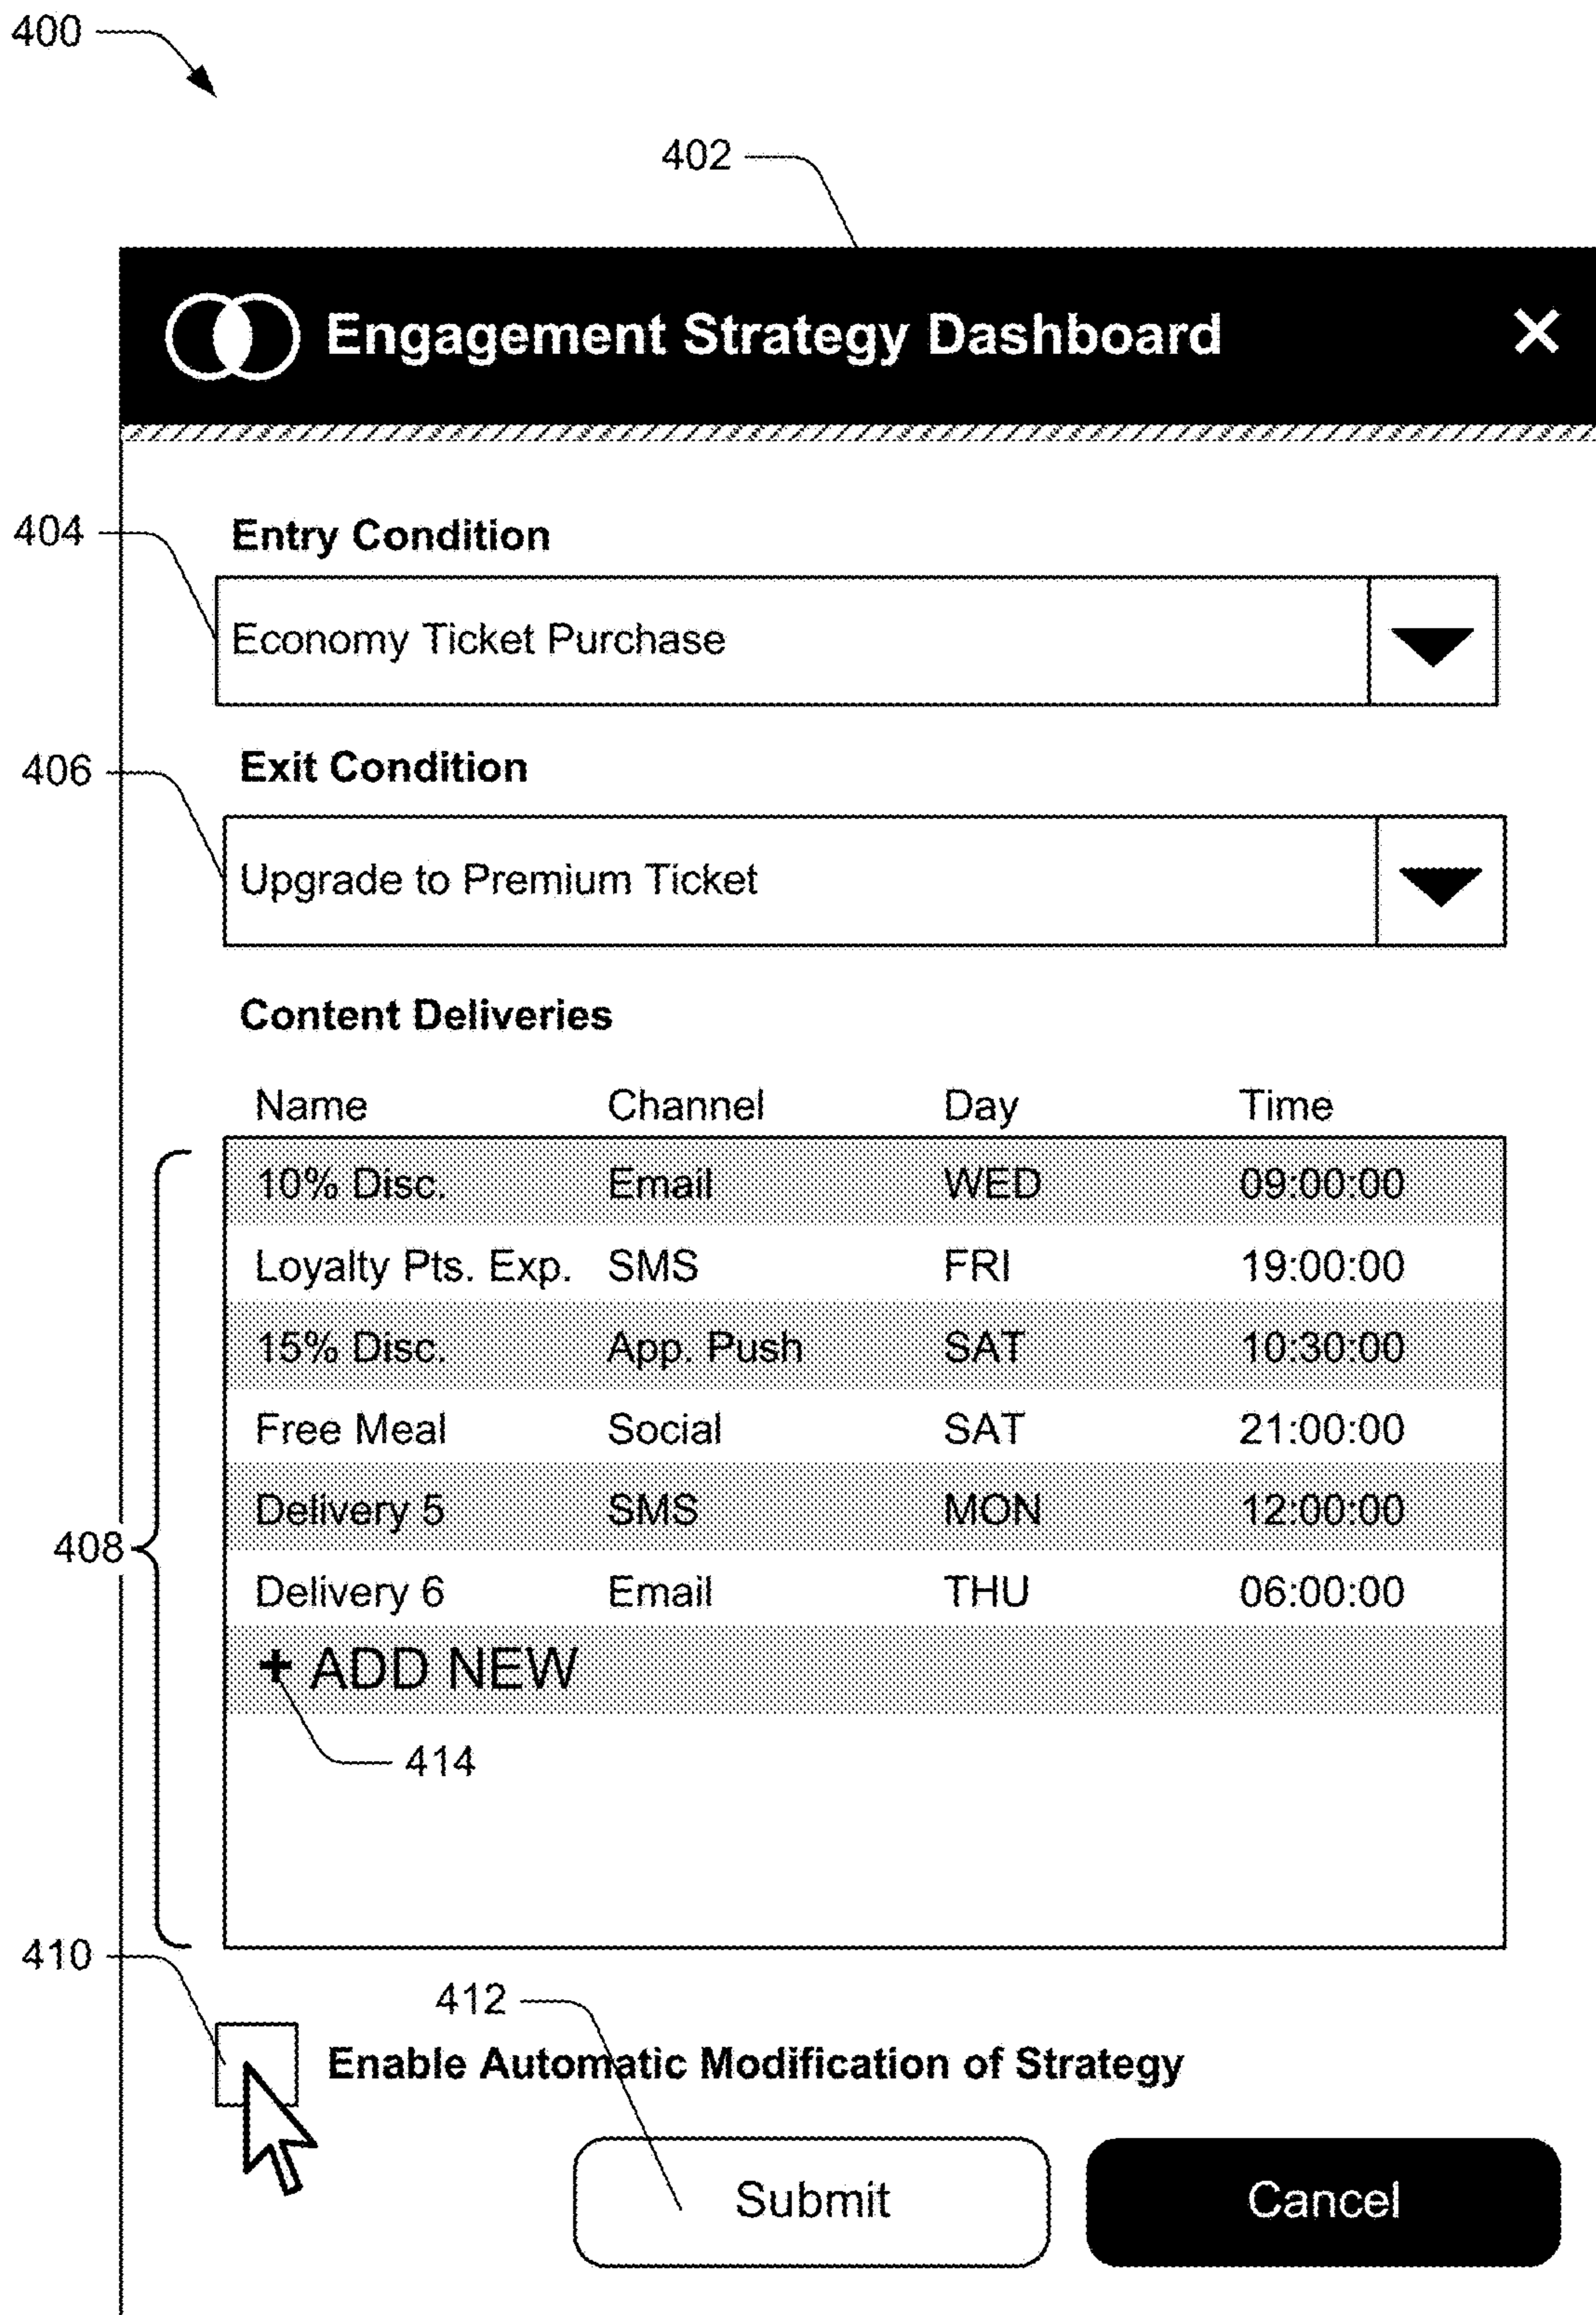 400
402
Engagement Strategy Dashboard
404
Entry Condition
Economy Ticket Purchase
406
Exit Condition
Upgrade to Premium Ticket
Content Deliveries
Name Channel Day Time
10% Disc. Email WED 09:00:00
Loyalty Pts. Exp. SMS FRI 19:00:00
15% Disc. App. Push SAT 10:30:00
Free Meal Social SAT 21:00:00
Delivery 5 SMS MON 12:00:00
408
Delivery 6 Email THU 06:00:00
+ ADD NEW
414
410
412
Enable Automatic Modification of Strategy
Submit Cancel